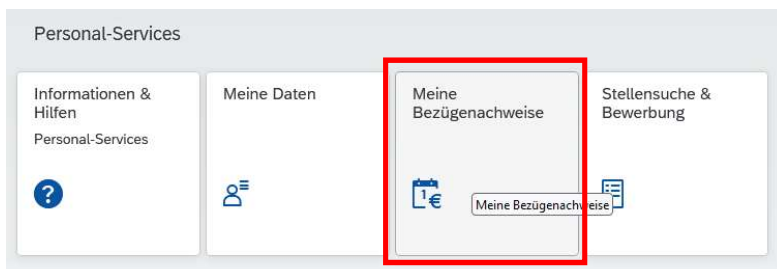 Personal-Services
Informationen &
Hilfen
Personal-Services
?
Meine Daten
Meine
Bezügenachweise
1€
Meine Bezügenachweise
Stellensuche &
Bewerbung